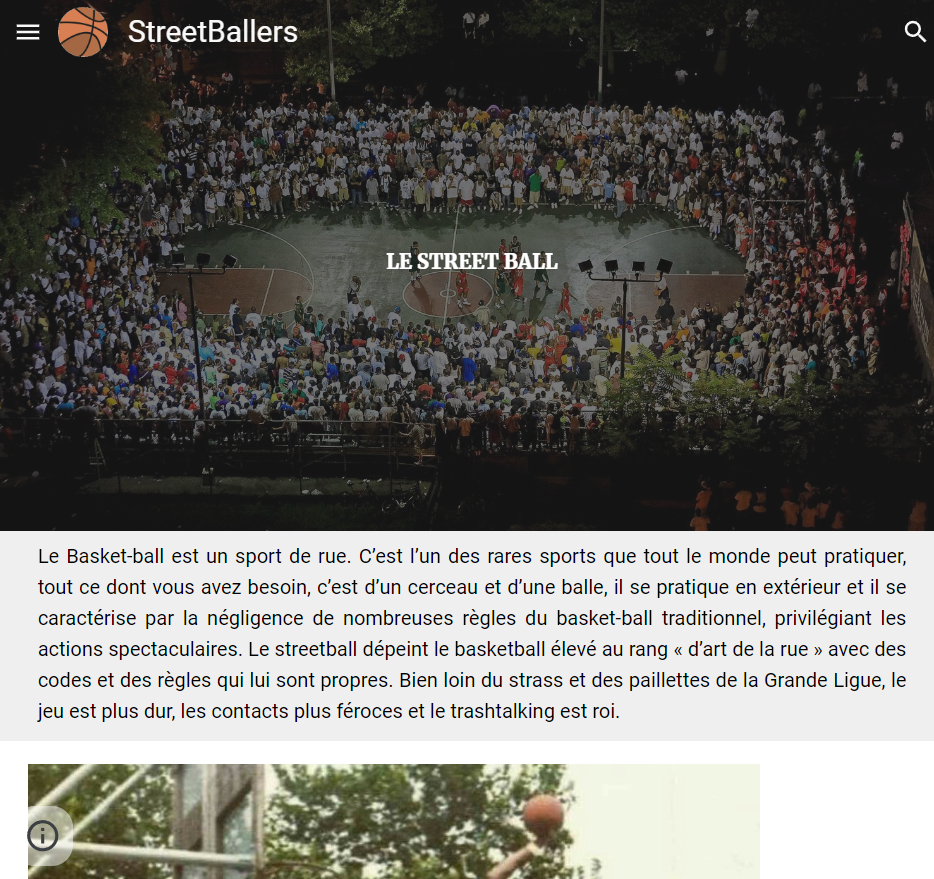 StreetBallers
LE STREET BALL
Le Basket-ball est un sport de rue. C’est l’un des rares sports que tout le monde peut pratiquer,
tout ce dont vous avez besoin, c’est d’un cerceau et d’une balle, il se pratique en extérieur et il se
caractérise par la négligence de nombreuses règles du basket-ball traditionnel, privilégiant les
actions spectaculaires. Le streetball dépeint le basketball élevé au rang « d’art de la rue » avec des
codes et des règles qui lui sont propres. Bien loin du strass et des paillettes de la Grande Ligue, le
jeu est plus dur, les contacts plus féroces et le trashtalking est roi.